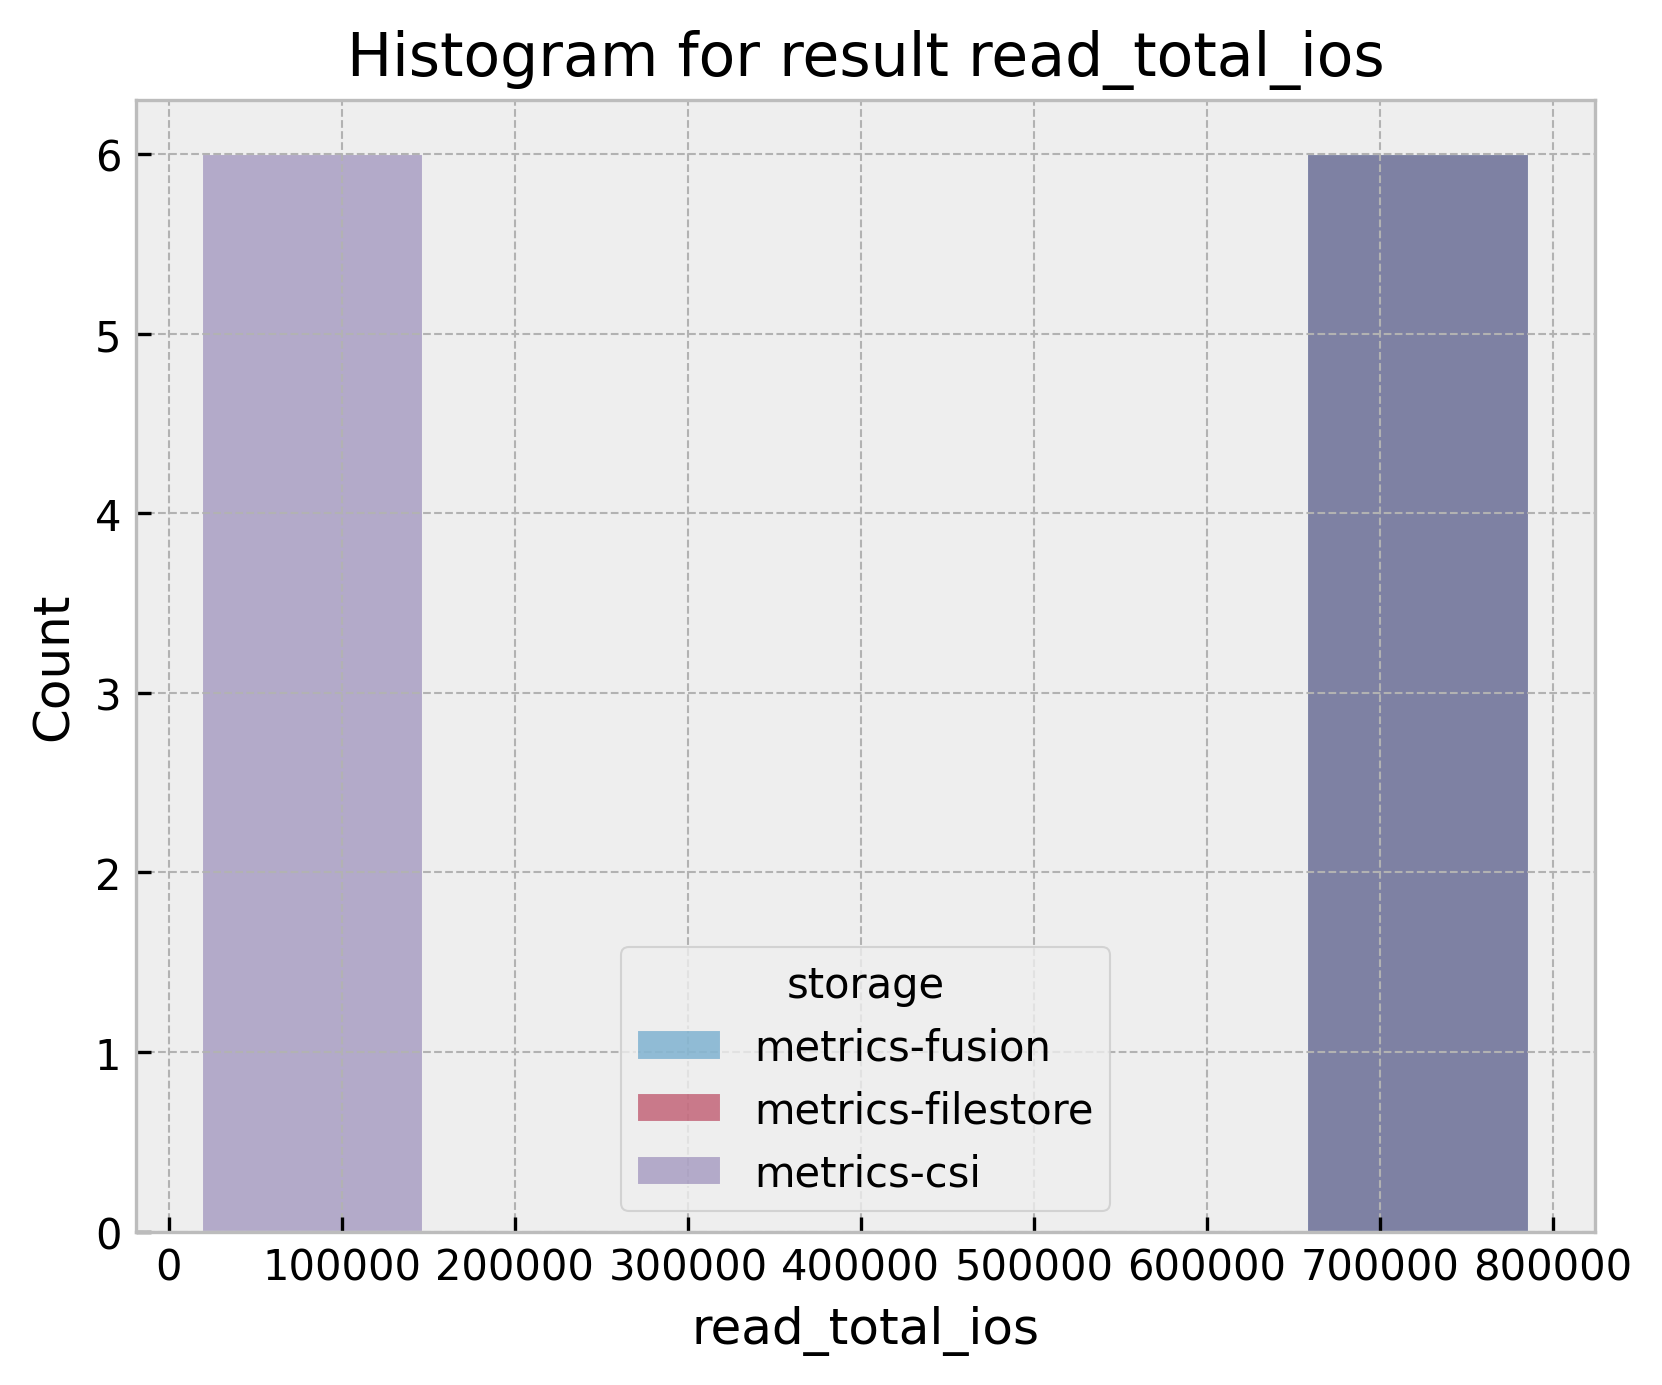 Histogram for result read_total_ios
6
5
4
3
2
1
0
Count
storage
metrics-fusion
metrics-filestore
metrics-csi
0 100000 200000 300000 400000 500000 600000 700000 800000
read_total_ios